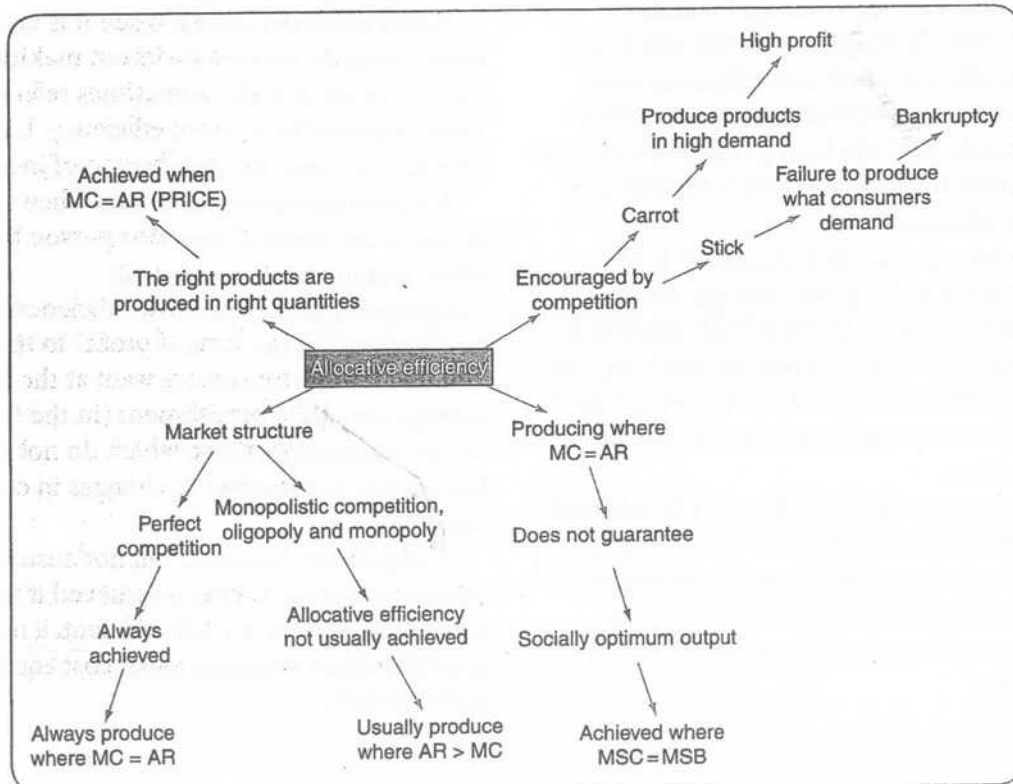 High profit
Produce products
in high demand
Bankruptcy
Achieved when
MC = AR (PRICE)
Failure to produce
what consumers
demand
Carrot
Stick
The right products are
produced in right quantities
Encouraged by
competition
Allocative efficiency
Market structure
Producing where
MC = AR
Perfect
competition
Monopolistic competition,
oligopoly and monopoly
Does not guarantee
Always
achieved
Allocative efficiency
not usually achieved
Socially optimum output
Always produce
where MC = AR
Usually produce
where AR > MC
Achieved where
MSC = MSB